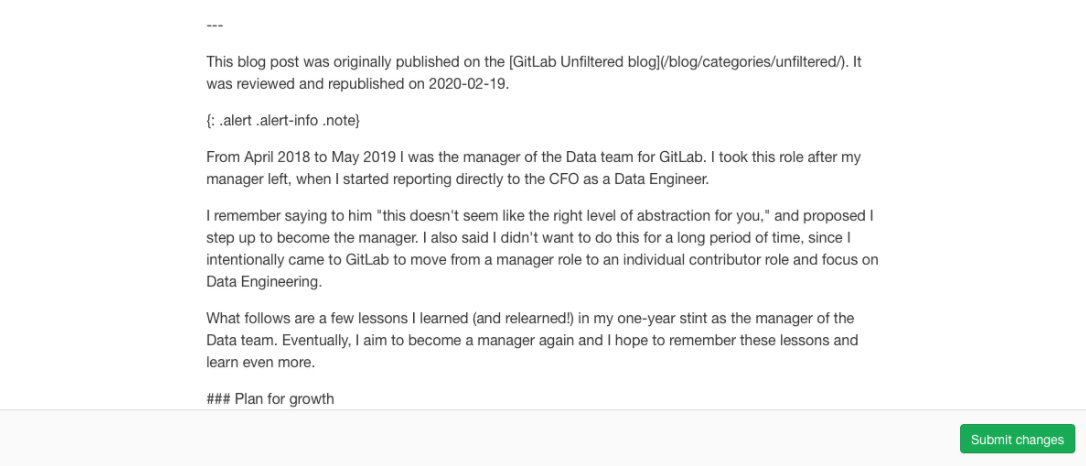 ---
This blog post was originally published on the [GitLab Unfiltered blog](/blog/categories/unfiltered/). It
was reviewed and republished on 2020-02-19.
{: .alert .alert-info .note}
From April 2018 to May 2019 I was the manager of the Data team for GitLab. I took this role after my
manager left, when I started reporting directly to the CFO as a Data Engineer.
I remember saying to him "this doesn't seem like the right level of abstraction for you," and proposed I
step up to become the manager. I also said I didn't want to do this for a long period of time, since I
intentionally came to GitLab to move from a manager role to an individual contributor role and focus on
Data Engineering.
What follows are a few lessons I learned (and relearned!) in my one-year stint as the manager of the
Data team. Eventually, I aim to become a manager again and I hope to remember these lessons and
learn even more.
### Plan for growth
Submit changes